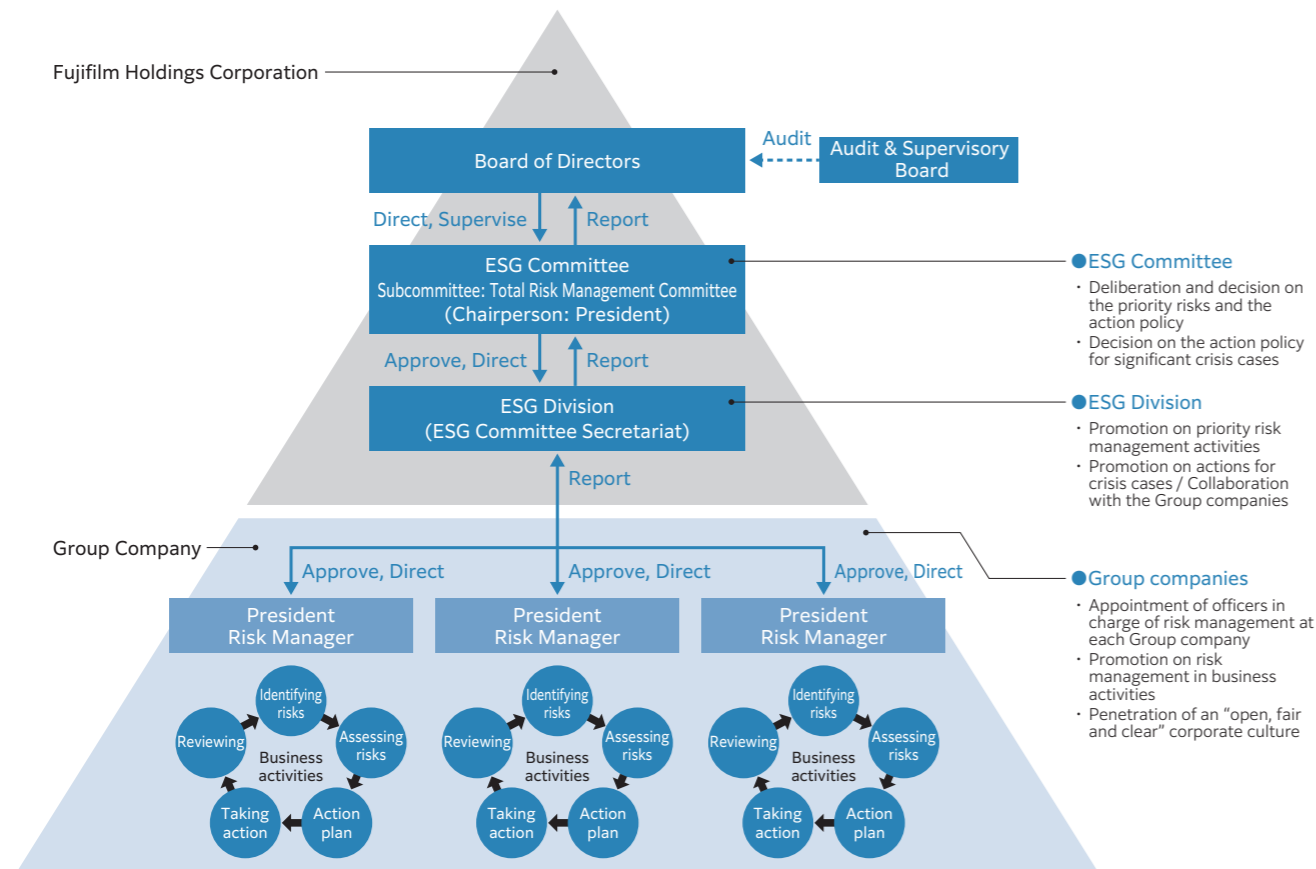 Fujifilm Holdings Corporation
Board of Directors
Audit
Audit & Supervisory
Board
Direct, Supervise
Report
ESG Committee
Subcommittee: Total Risk Management Committee
(Chairperson: President)
Approve, Direct
Report
ESG Division
(ESG Committee Secretariat)
Report
●ESG Committee
・Deliberation and decision on
the priority risks and the
action policy
・Decision on the action policy
for significant crisis cases
●ESG Division
・Promotion on priority risk
management activities
・Promotion on actions for
crisis cases / Collaboration
with the Group companies
Group Company
Approve, Direct
Approve, Direct
Approve, Direct
President
Risk Manager
President
Risk Manager
President
Risk Manager
●Group companies
・Appointment of officers in
charge of risk management at
each Group company
・Promotion on risk
management in business
activities
・Penetration of an “open, fair
and clear” corporate culture
Identifying
risks
Assessing
risks
Action
plan
Taking
action
Reviewing
Business
activities
Identifying
risks
Assessing
risks
Action
plan
Taking
action
Reviewing
Business
activities
Identifying
risks
Assessing
risks
Action
plan
Taking
action
Reviewing
Business
activities